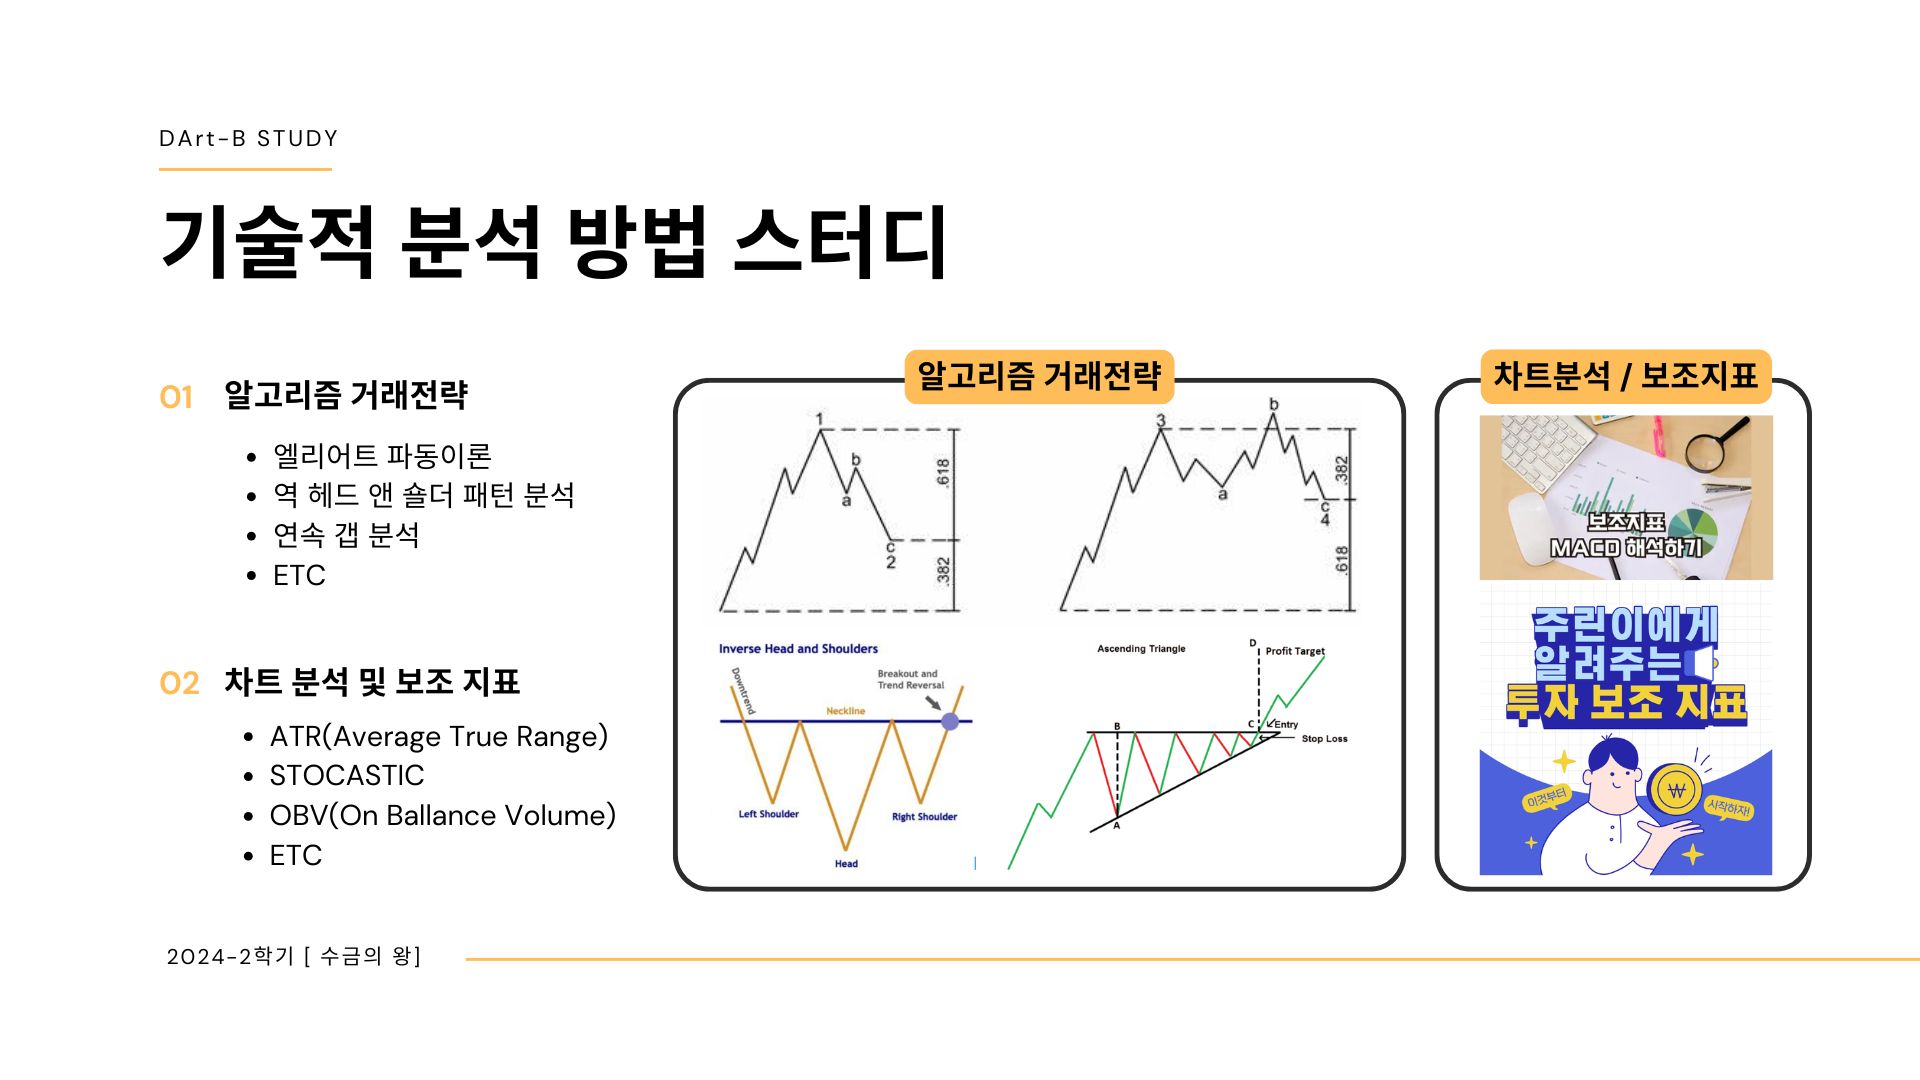 DArt-B STUDY
기술적 분석 방법 스터디
01 알고리즘 거래전략
• 엘리어트 파동이론
• 역 헤드 앤 숄더 패턴 분석
• 연속 갭 분석
• ETC
02 차트 분석 및 보조 지표
• ATR(Average True Range)
• STOCASTIC
• OBV(On Ballance Volume)
• ETC
알고리즘 거래전략
1
b
a
c
2
.618
.382
3
b
a
c
4
.382
.618
Inverse Head and Shoulders
Downtrend
Breakout and
Trend Reversal
Neckline
Left Shoulder
Right Shoulder
Head
Ascending Triangle
D
Profit Target
B
C
Entry
Stop Loss
A
차트분석 / 보조지표
보조지표
MACD 해석하기
주린이에게
알려주는
투자 보조 지표
이것부터
시작하자!
2024-2학기 [ 수금의 왕]